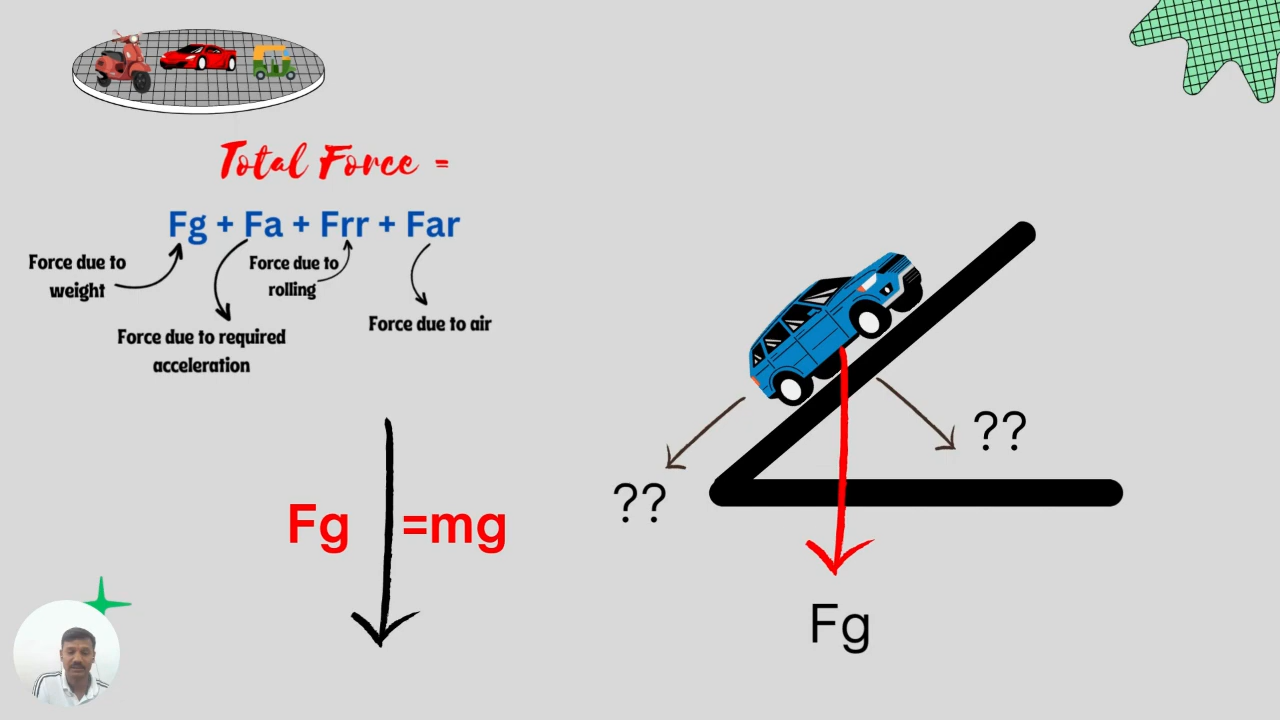 Total Force =
Fg + Fa + Frr + Far
Force due to
weight
Force due to
rolling
Force due to required
acceleration
Force due to air
Fg =mg
??
??
Fg